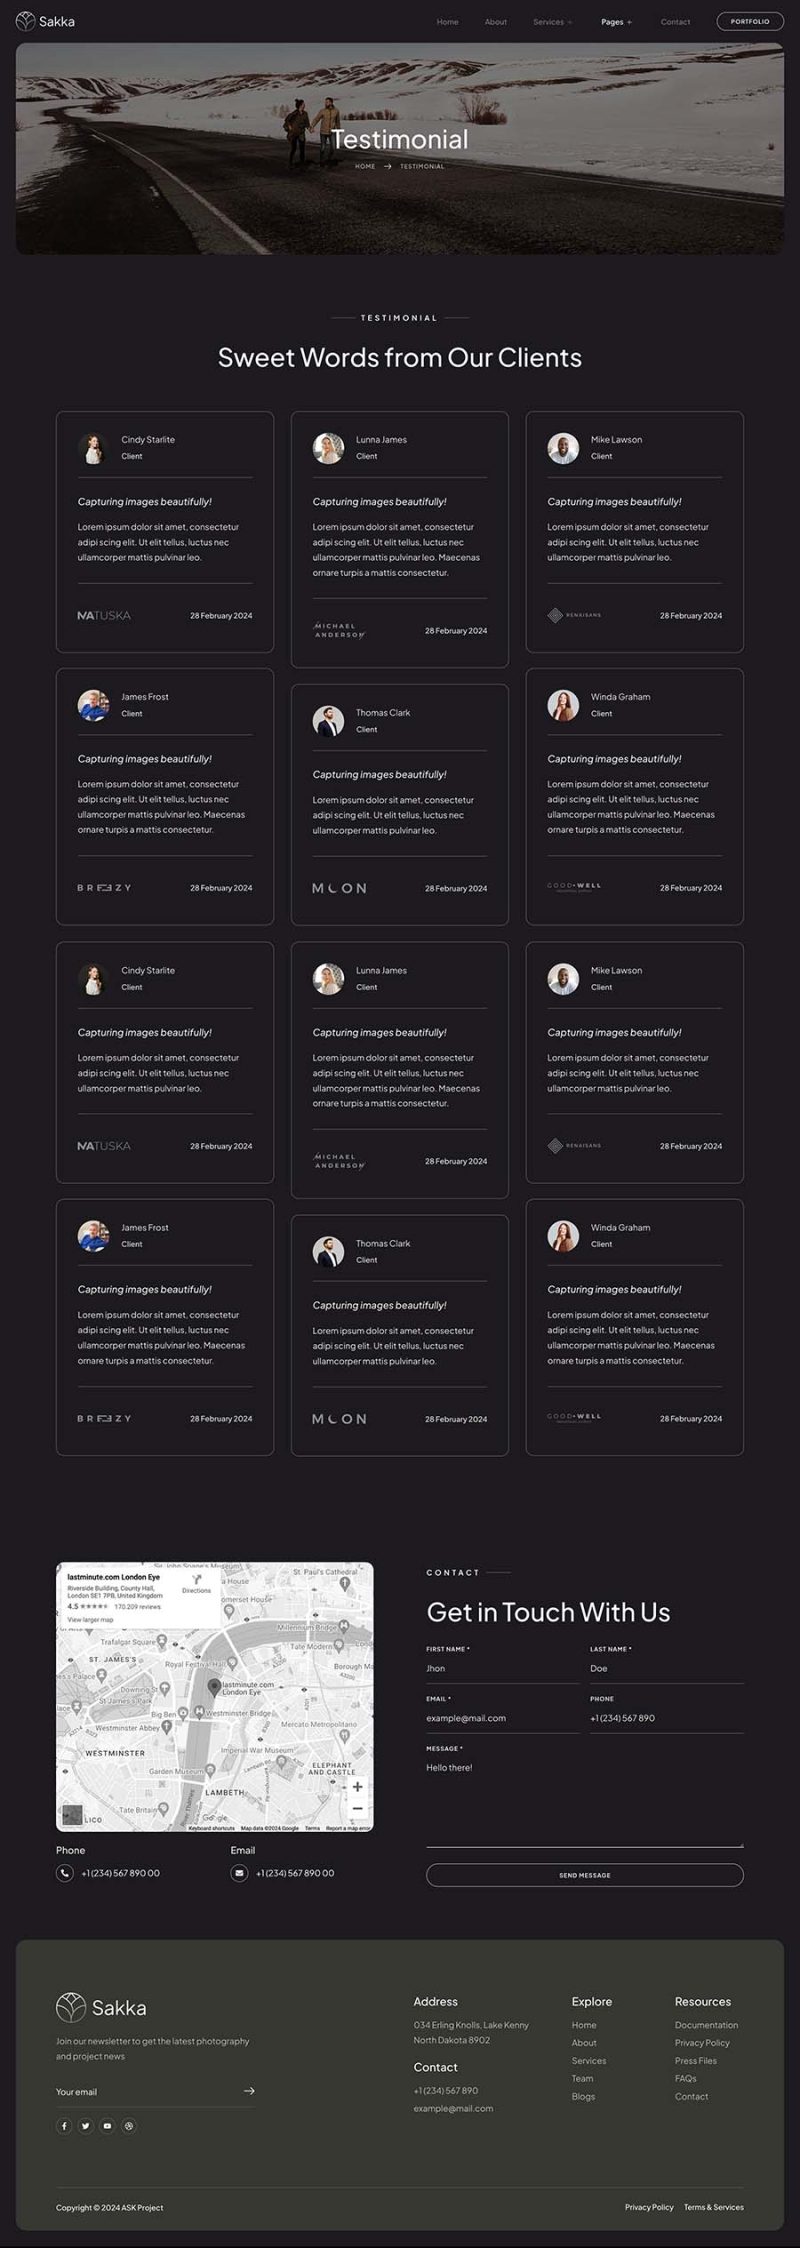 Sakka
Home
About
Services +
Pages +
Contact
PORTFOLIO
Testimonial
HOME → TESTIMONIAL
TESTIMONIAL
Sweet Words from Our Clients
Cindy Starlite
Client
Capturing images beautifully!
Lorem ipsum dolor sit amet, consectetur
adipi scing elit. Ut elit tellus, luctus nec
ullamcorper mattis pulvinar leo.
NATUSKA
28 February 2024
Lunna James
Client
Capturing images beautifully!
Lorem ipsum dolor sit amet, consectetur
adipi scing elit. Ut elit tellus, luctus nec
ullamcorper mattis pulvinar leo. Maecenas
ornare turpis a mattis consectetur.
MICHAEL
ANDERSON
28 February 2024
Mike Lawson
Client
Capturing images beautifully!
Lorem ipsum dolor sit amet, consectetur
adipi scing elit. Ut elit tellus, luctus nec
ullamcorper mattis pulvinar leo.
RENAISANS
28 February 2024
James Frost
Client
Capturing images beautifully!
Lorem ipsum dolor sit amet, consectetur
adipi scing elit. Ut elit tellus, luctus nec
ullamcorper mattis pulvinar leo. Maecenas
ornare turpis a mattis consectetur.
BREEZY
28 February 2024
Thomas Clark
Client
Capturing images beautifully!
Lorem ipsum dolor sit amet, consectetur
adipi scing elit. Ut elit tellus, luctus nec
ullamcorper mattis pulvinar leo.
MOON
28 February 2024
Winda Graham
Client
Capturing images beautifully!
Lorem ipsum dolor sit amet, consectetur
adipi scing elit. Ut elit tellus, luctus nec
ullamcorper mattis pulvinar leo. Maecenas
ornare turpis a mattis consectetur.
GOOD•WELL
28 February 2024
Cindy Starlite
Client
Capturing images beautifully!
Lorem ipsum dolor sit amet, consectetur
adipi scing elit. Ut elit tellus, luctus nec
ullamcorper mattis pulvinar leo.
NATUSKA
28 February 2024
Lunna James
Client
Capturing images beautifully!
Lorem ipsum dolor sit amet, consectetur
adipi scing elit. Ut elit tellus, luctus nec
ullamcorper mattis pulvinar leo. Maecenas
ornare turpis a mattis consectetur.
MICHAEL
ANDERSON
28 February 2024
Mike Lawson
Client
Capturing images beautifully!
Lorem ipsum dolor sit amet, consectetur
adipi scing elit. Ut elit tellus, luctus nec
ullamcorper mattis pulvinar leo.
RENAISANS
28 February 2024
James Frost
Client
Capturing images beautifully!
Lorem ipsum dolor sit amet, consectetur
adipi scing elit. Ut elit tellus, luctus nec
ullamcorper mattis pulvinar leo. Maecenas
ornare turpis a mattis consectetur.
BREEZY
28 February 2024
Thomas Clark
Client
Capturing images beautifully!
Lorem ipsum dolor sit amet, consectetur
adipi scing elit. Ut elit tellus, luctus nec
ullamcorper mattis pulvinar leo.
MOON
28 February 2024
Winda Graham
Client
Capturing images beautifully!
Lorem ipsum dolor sit amet, consectetur
adipi scing elit. Ut elit tellus, luctus nec
ullamcorper mattis pulvinar leo. Maecenas
ornare turpis a mattis consectetur.
GOOD•WELL
28 February 2024
lastminute.com London Eye
Riverside Building, County Hall,
London SE1 7PB, United Kingdom
4.5 ★★★★★ 170.209 reviews
View larger map
Directions
St. Paul's Cathedral
a House
Somerset House
Millennium Bridge
Trafalgar Square
Tate Modern
ST. JAMES'S
Royal Festival Hall
Borough Ma
es's Palace
lastminute.com
London Eye
Downing St
St James's Park
lace
Big Ben
Westminster Bridge
Westminster Abbey
Mercato Metropolitano
WESTMINSTER
Imperial War Museum
ELEPHANT
AND CASTLE
Garden Museum
Lambeth Rd
LAMBETH
Tate Britain
River Thames
LICO
Google
Keyboard shortcuts
Map data ©2024 Google
Terms
Report a map error
Phone
+1 (234) 567 890 00
Email
+1 (234) 567 890 00
CONTACT
Get in Touch With Us
FIRST NAME *
Jhon
LAST NAME *
Doe
EMAIL *
example@mail.com
PHONE
+1 (234) 567 890
MESSAGE *
Hello there!
SEND MESSAGE
Sakka
Join our newsletter to get the latest photography
and project news
Your email
Address
034 Erling Knolls, Lake Kenny
North Dakota 8902
Contact
+1 (234) 567 890
example@mail.com
Explore
Home
About
Services
Team
Blogs
Resources
Documentation
Privacy Policy
Press Files
FAQs
Contact
Copyright © 2024 ASK Project
Privacy Policy
Terms & Services